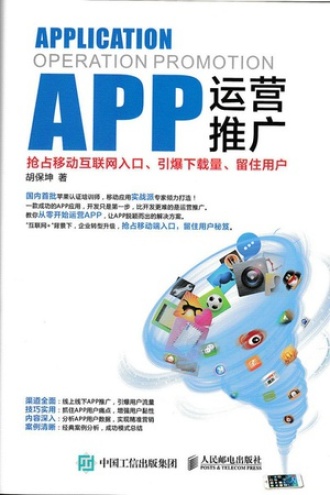 APPLICATION
OPERATION PROMOTION
APP运营
推广
抢占移动互联网入口、引爆下载量、留住用户
胡保坤 著
国内首批苹果认证培训师，移动应用实战派专家倾力打造！
一款成功的APP应用，开发只是第一步，比开发更难的是运营推广。
教你从零开始运营APP，让APP脱颖而出的解决方案。
“互联网+”背景下，企业转型升级，抢占移动端入口，留住用户秘笈。
渠道全面：线上线下APP推广，引爆用户流量
技巧实用：抓住APP用户痛点，增强用户黏性
内容深入：分析APP用户数据，实现精准营销
案例清晰：经典案例分析，成功模式总结
中国工信出版集团
人民邮电出版社
POSTS & TELECOM PRESS